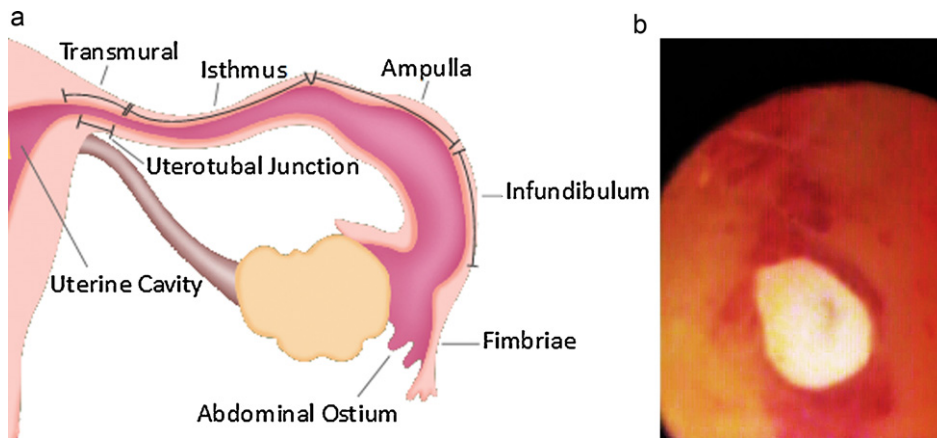 a
b
Transmural
Isthmus
Ampulla
Uterotubal Junction
Infundibulum
Uterine Cavity
Fimbriae
Abdominal Ostium